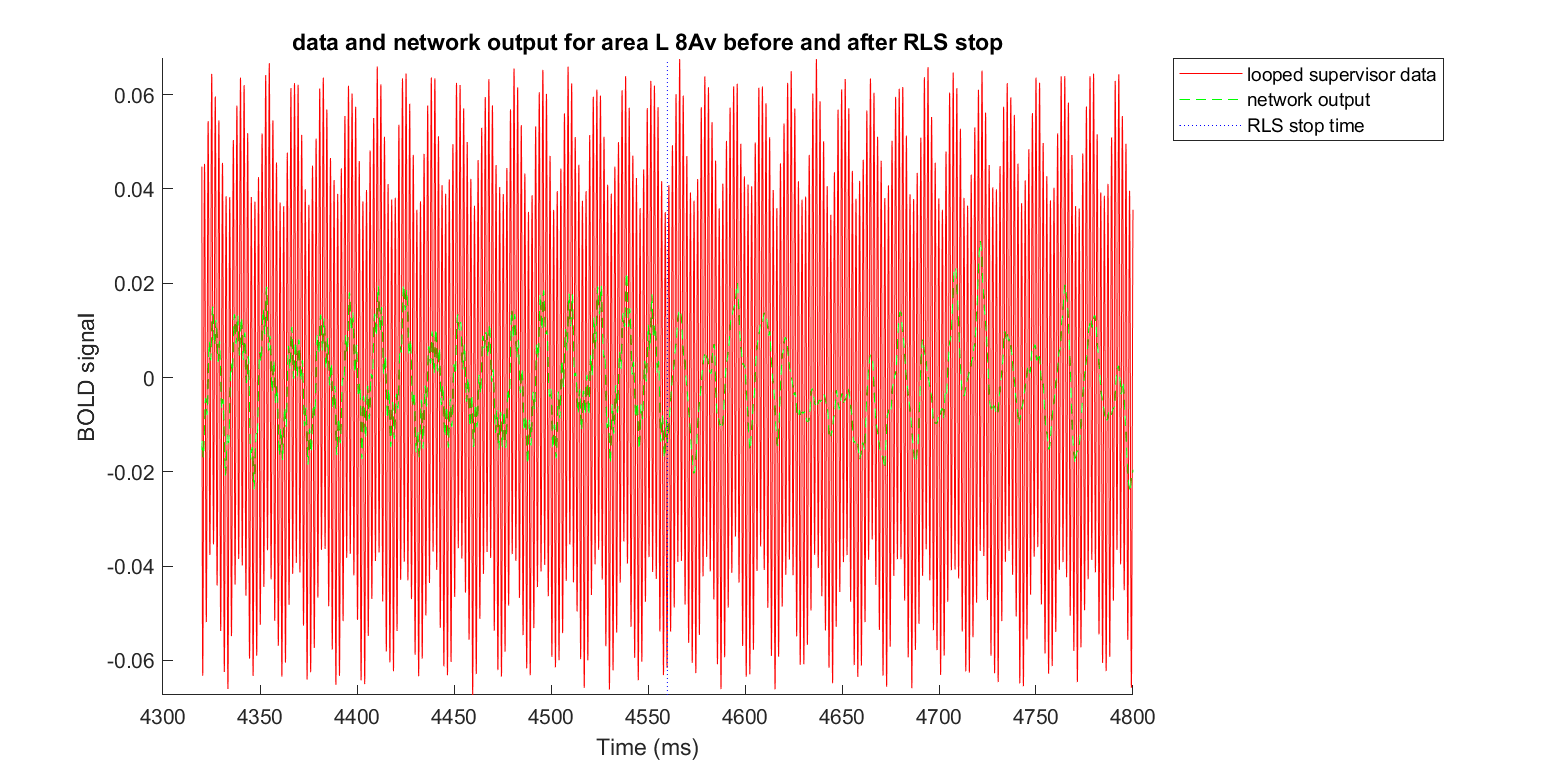 data and network output for area L 8Av before and after RLS stop
looped supervisor data
network output
RLS stop time
BOLD signal
0.06
0.04
0.02
0
-0.02
-0.04
-0.06
4300 4350 4400 4450 4500 4550 4600 4650 4700 4750 4800
Time (ms)